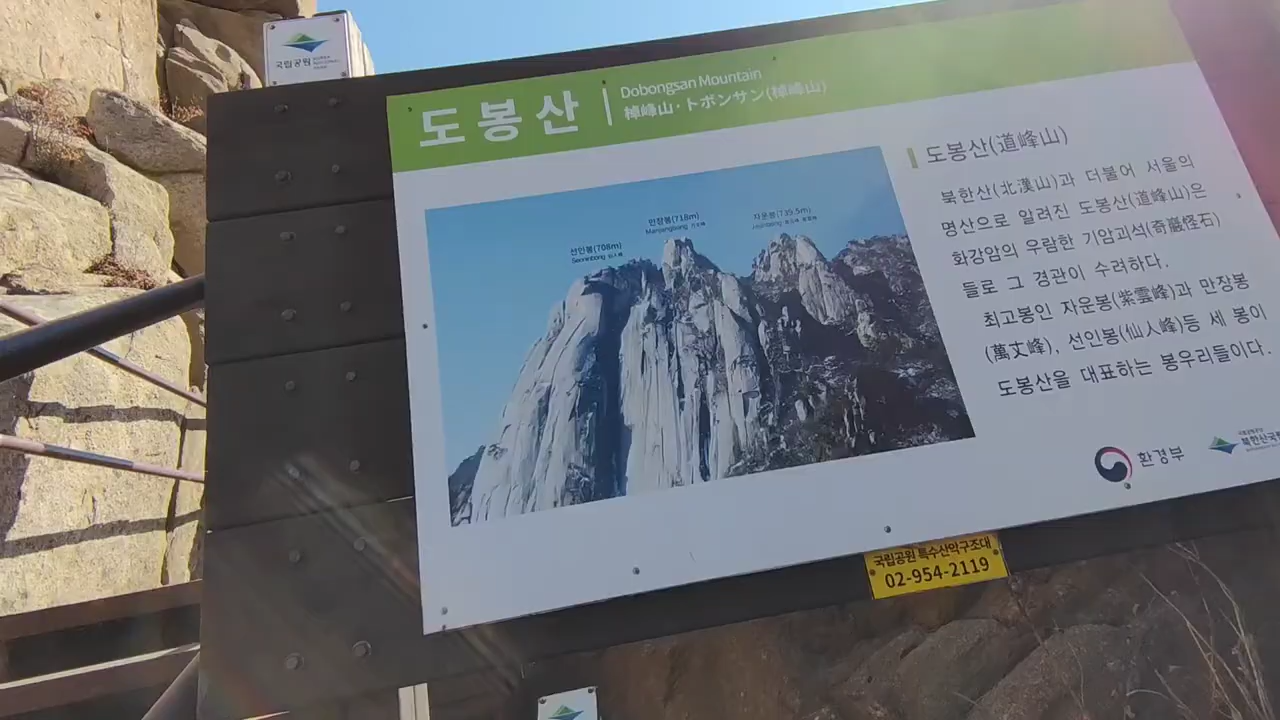 국립공원 KOREA NATIONAL PARK
도봉산
Dobongsan Mountain
棹峰山·トボンサン(棹峰山)
선인봉(708m)
Seoninbong
만장봉(718m)
Manjangbong
자운봉(739.5m)
도봉산(道峰山)
북한산(北漢山)과 더불어 서울의
명산으로 알려진 도봉산(道峰山)은
화강암의 우람한 기암괴석(奇巖怪石)
들로 그 경관이 수려하다.
최고봉인 자운봉(紫雲峰)과 만장봉
(萬丈峰), 선인봉(仙人峰)등 세 봉이
도봉산을 대표하는 봉우리들이다.
환경부
국립공원 특수산악구조대
02-954-2119